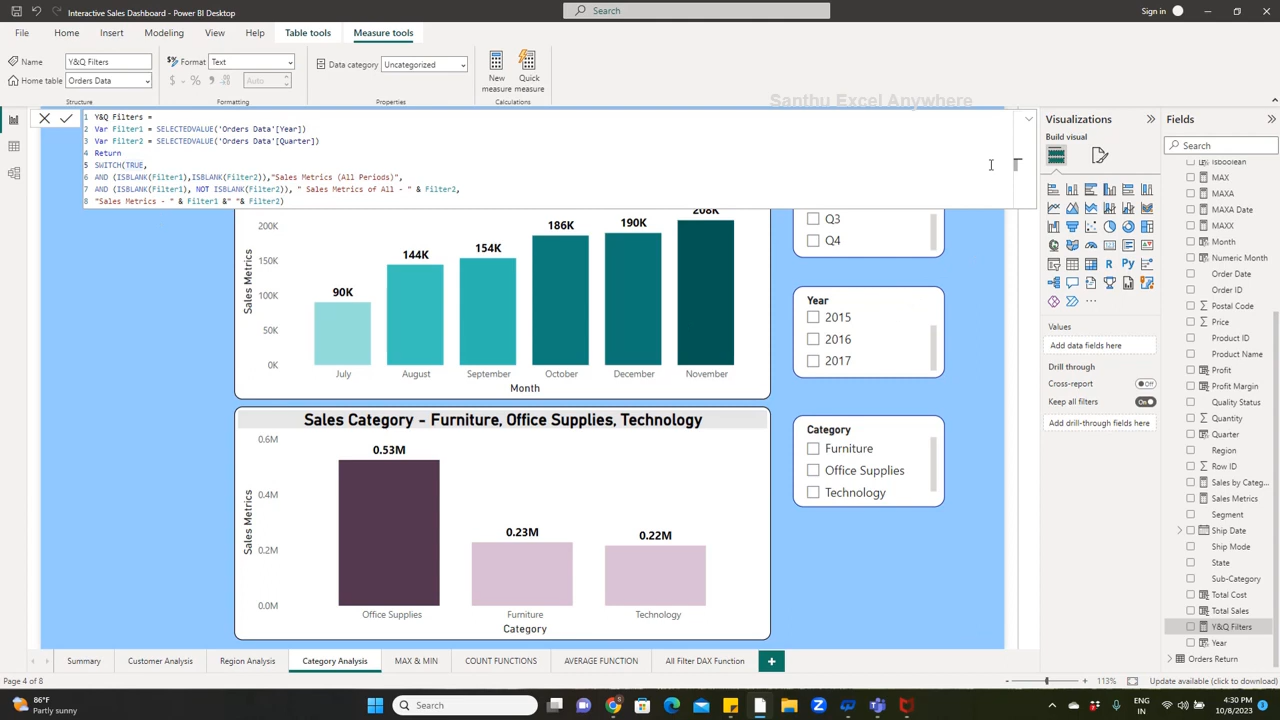 Interactive Sales Dashboard - Power BI Desktop
Search
Sign in
File
Home
Insert
Modeling
View
Help
Table tools
Measure tools
Name
Y&Q Filters
Home table
Orders Data
Structure
Format
Text
$
%
Auto
Formatting
Data category
Uncategorized
Properties
New measure
Quick measure
Calculations
Santhu Excel Anywhere
1 Y&Q Filters =
2 Var Filter1 = SELECTEDVALUE('Orders Data'[Year])
3 Var Filter2 = SELECTEDVALUE('Orders Data'[Quarter])
4 Return
5 SWITCH(TRUE,
6 AND (ISBLANK(Filter1),ISBLANK(Filter2)),"Sales Metrics (All Periods)",
7 AND (ISBLANK(Filter1), NOT ISBLANK(Filter2)), " Sales Metrics of All - " & Filter2,
8 "Sales Metrics - " & Filter1 &" "& Filter2)
Sales Metrics
200K
150K
100K
50K
0K
90K
144K
154K
186K
190K
208K
July
August
September
October
December
November
Month
Q3
Q4
Year
2015
2016
2017
Sales Category - Furniture, Office Supplies, Technology
Sales Metrics
0.6M
0.4M
0.2M
0.0M
0.53M
0.23M
0.22M
Office Supplies
Furniture
Technology
Category
Category
Furniture
Office Supplies
Technology
Visualizations
Build visual
R
Py
Values
Add data fields here
Drill through
Cross-report
Off
Keep all filters
On
Add drill-through fields here
Fields
Search
Isboolean
MAX
MAXA
MAXA Date
MAXX
Month
Numeric Month
Order Date
Order ID
Postal Code
Price
Product ID
Product Name
Profit
Profit Margin
Quality Status
Quantity
Quarter
Region
Row ID
Sales by Categ...
Sales Metrics
Segment
Ship Date
Ship Mode
State
Sub-Category
Total Cost
Total Sales
Y&Q Filters
Year
Orders Return
Summary
Customer Analysis
Region Analysis
Category Analysis
MAX & MIN
COUNT FUNCTIONS
AVERAGE FUNCTION
All Filter DAX Function
Page 4 of 8
113%
Update available (click to download)
86°F
Partly sunny
Search
ENG
IN
4:30 PM
10/8/2023